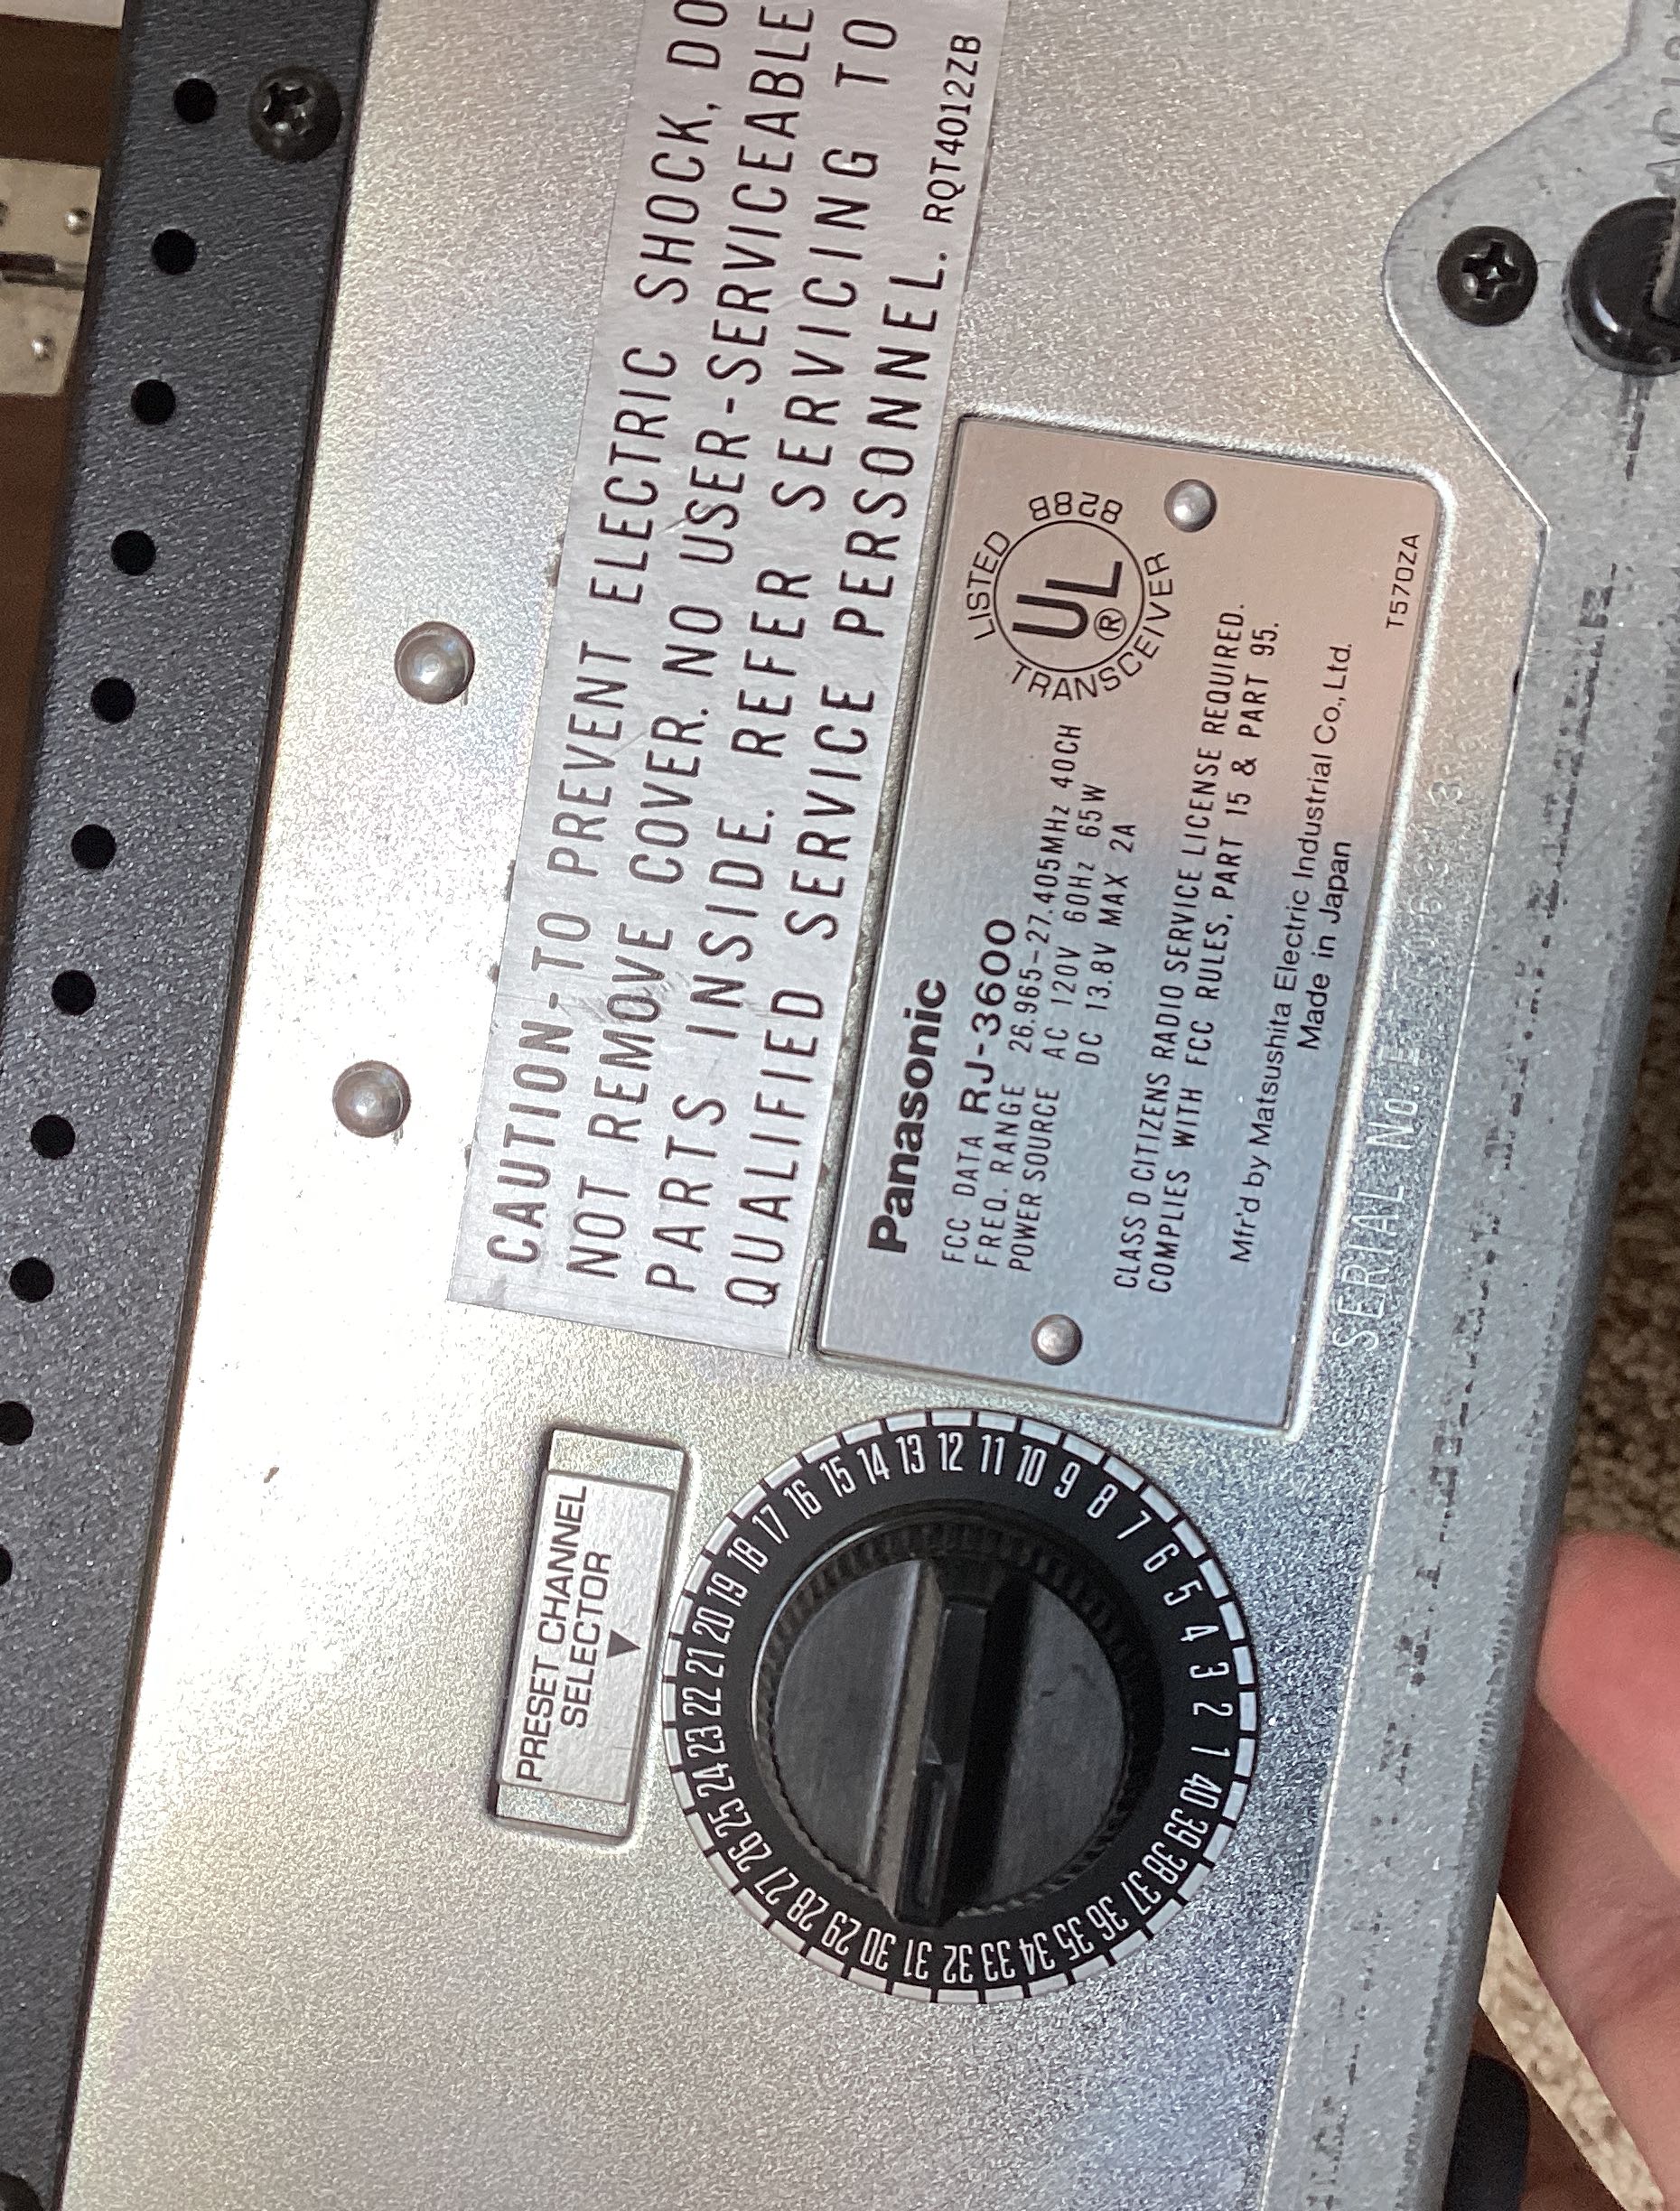 CAUTION-TO PREVENT ELECTRIC SHOCK, DO
NOT REMOVE COVER. NO USER-SERVICEABLE
PARTS INSIDE. REFER SERVICING TO
QUALIFIED SERVICE PERSONNEL. RQT4012ZB
Panasonic
FCC DATA RJ-3600
FREQ. RANGE 26.965-27.405MHz 40CH
POWER SOURCE AC 120V 60Hz 65W
DC 13.8V MAX 2A
LISTED 8828
UL ®
TRANSCEIVER
CLASS D CITIZENS RADIO SERVICE LICENSE REQUIRED.
COMPLIES WITH FCC RULES, PART 15 & PART 95.
Mfr'd by Matsushita Electric Industrial Co., Ltd.
Made in Japan
T570ZA
SERIAL No
PRESET CHANNEL
SELECTOR
1 2 3 4 5 6 7 8 9 10 11 12 13 14 15 16 17 18 19 20 21 22 23 24 25 26 27 28 29 30 31 32 33 34 35 36 37 38 39 40